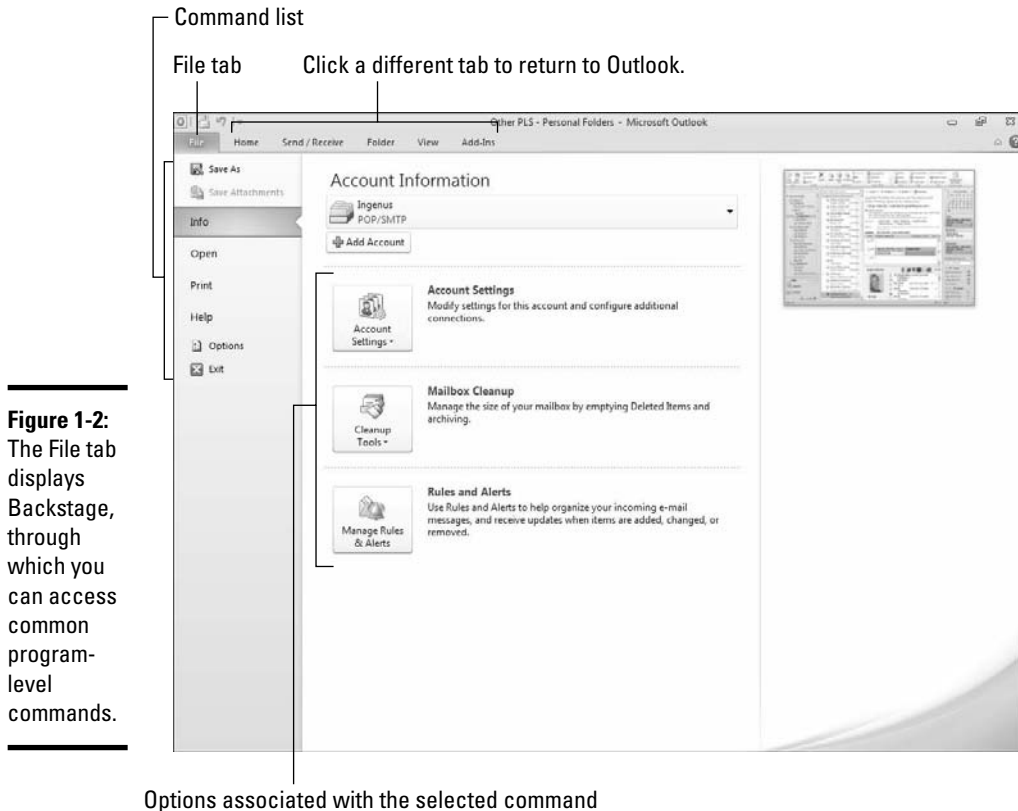 Command list
File tab
Click a different tab to return to Outlook.
Other PLS - Personal Folders - Microsoft Outlook
File Home Send / Receive Folder View Add-Ins
Save As
Save Attachments
Info
Open
Print
Help
Options
Exit
Account Information
Ingenus
POP/SMTP
Add Account
Account Settings
Account Settings
Modify settings for this account and configure additional
connections.
Cleanup Tools
Mailbox Cleanup
Manage the size of your mailbox by emptying Deleted Items and
archiving.
Manage Rules & Alerts
Rules and Alerts
Use Rules and Alerts to help organize your incoming e-mail
messages, and receive updates when items are added, changed, or
removed.
Figure 1-2:
The File tab
displays
Backstage,
through
which you
can access
common
program-
level
commands.
Options associated with the selected command